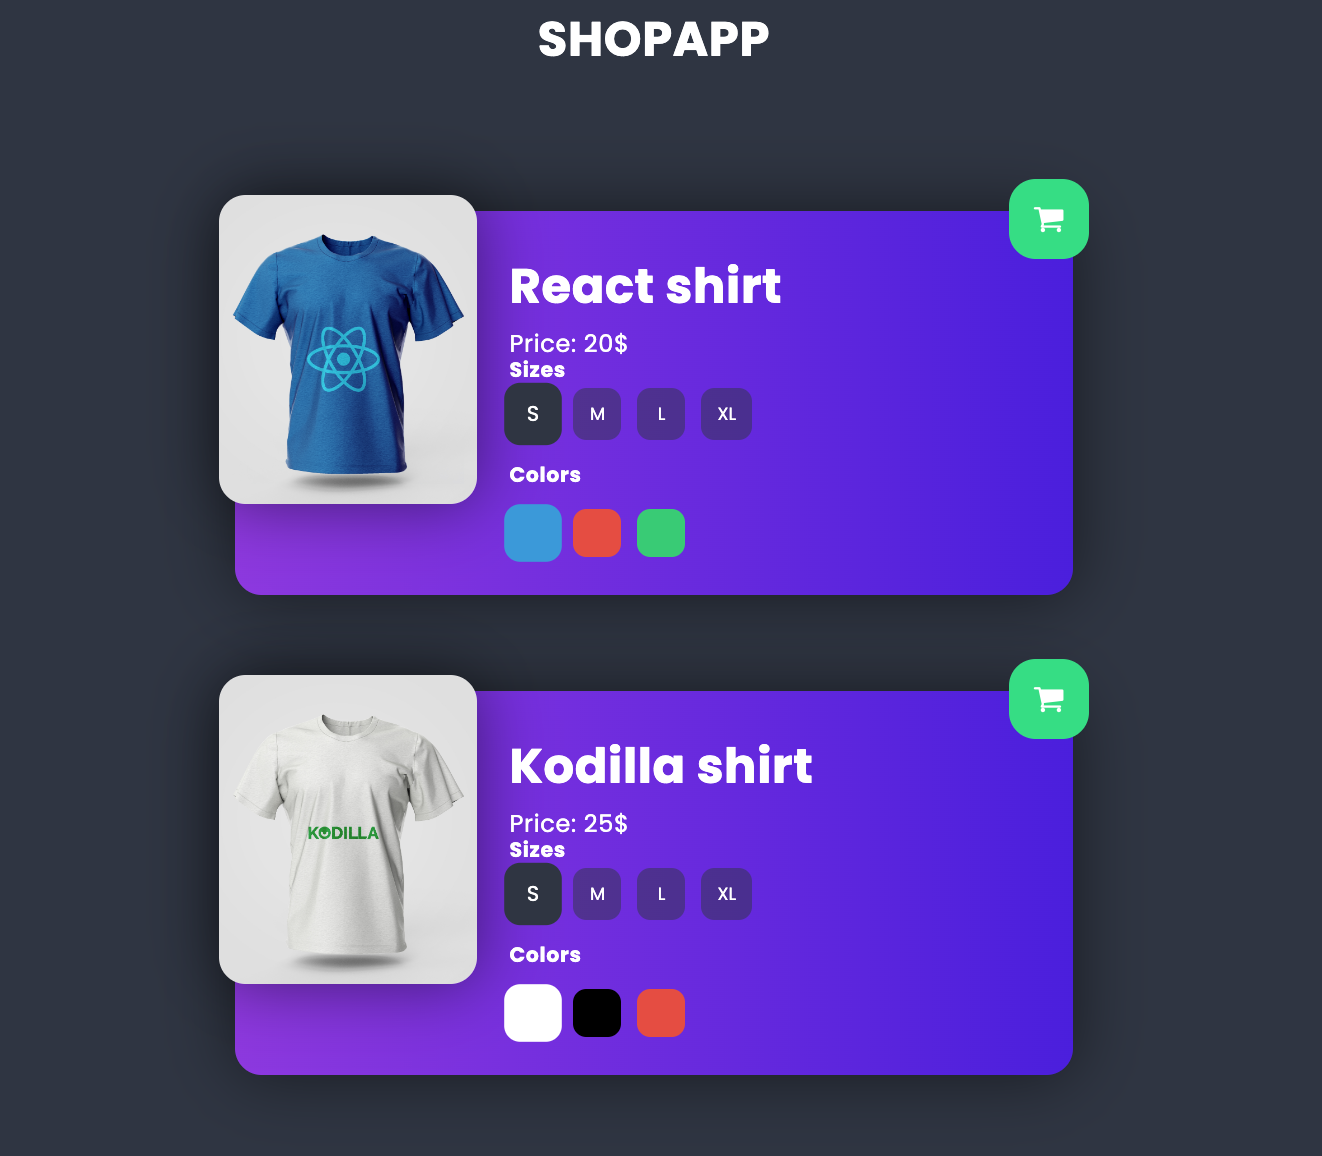 SHOPAPP
React shirt
Price: 20$
Sizes
S M L XL
Colors
Kodilla shirt
KODILLA
Price: 25$
Sizes
S M L XL
Colors